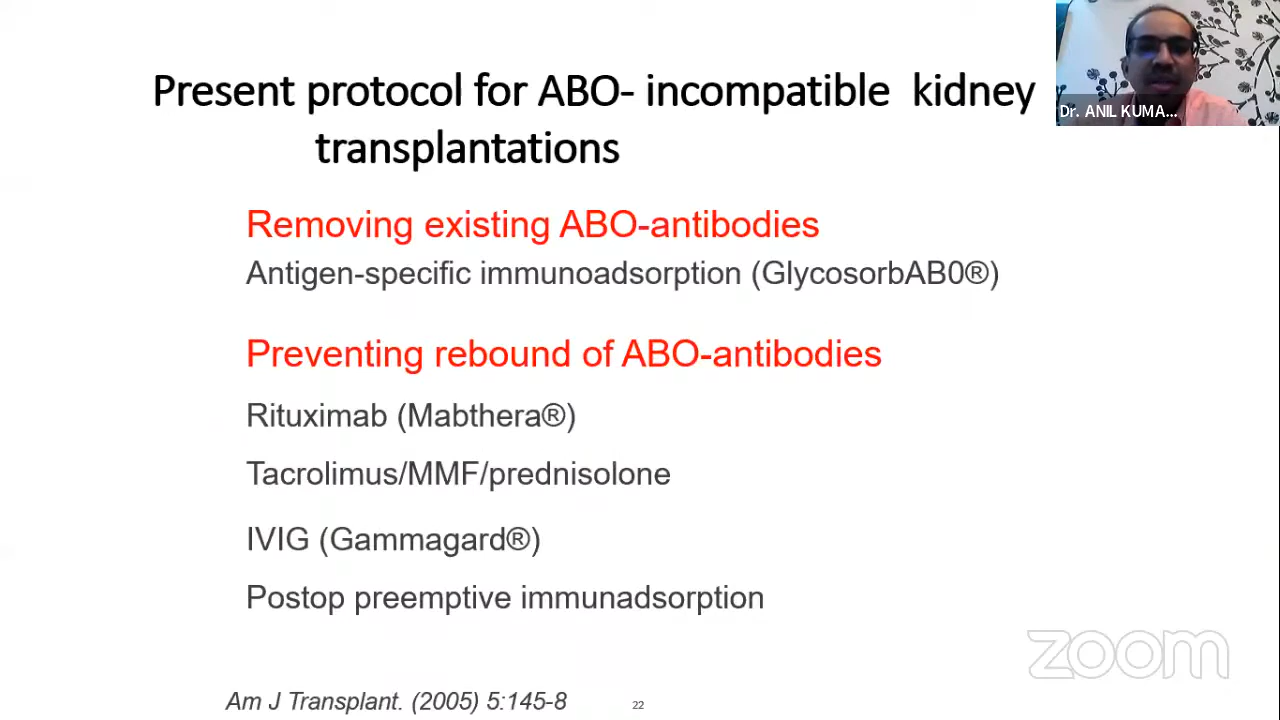 Present protocol for ABO- incompatible kidney
transplantations
Dr. ANIL KUMA...
Removing existing ABO-antibodies
Antigen-specific immunoadsorption (GlycosorbAB0®)
Preventing rebound of ABO-antibodies
Rituximab (Mabthera®)
Tacrolimus/MMF/prednisolone
IVIG (Gammagard®)
Postop preemptive immunadsorption
zoom
Am J Transplant. (2005) 5:145-8
22